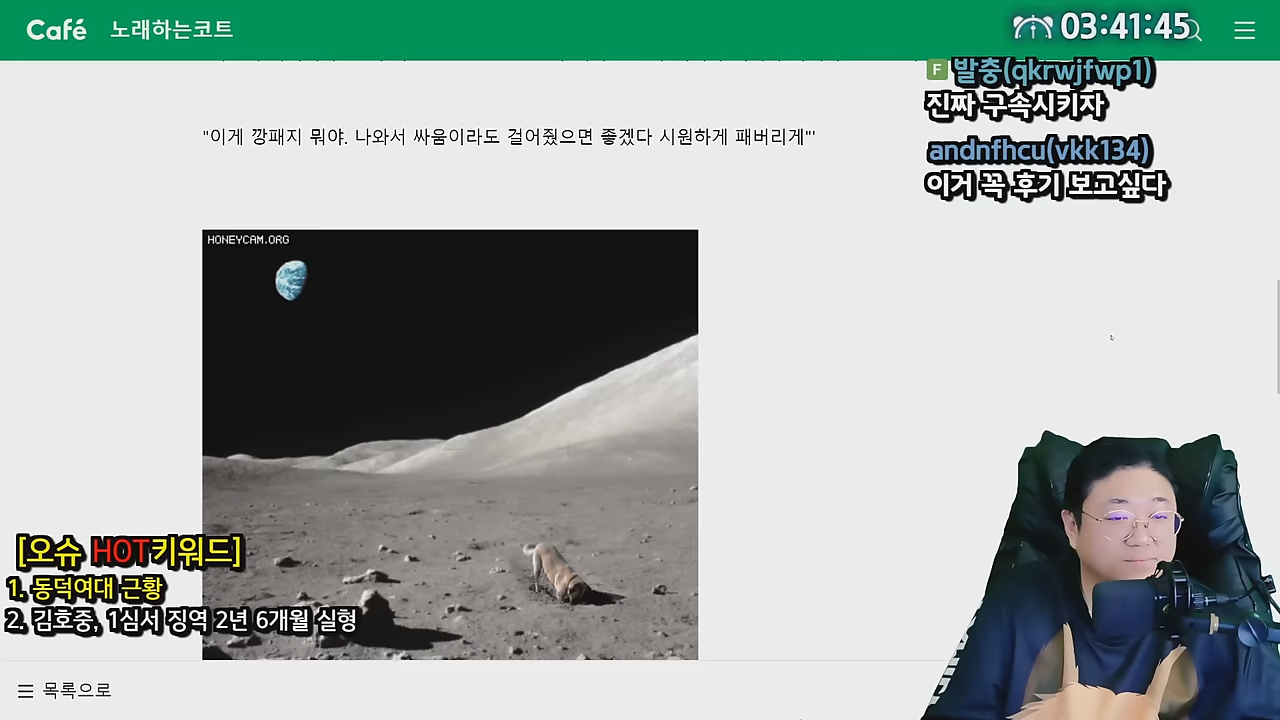 Café 노래하는코트
03:41:45
F 발충(qkrwjfwp1)
진짜 구속시키자
andnfhcu(vkk134)
이거 꼭 후기 보고싶다
"이게 깡패지 뭐야. 나와서 싸움이라도 걸어줬으면 좋겠다 시원하게 패버리게"'
HONEYCAM.ORG
[오슈 HOT키워드]
1. 동덕여대 근황
2. 김호중, 1심서 징역 2년 6개월 실형
목록으로